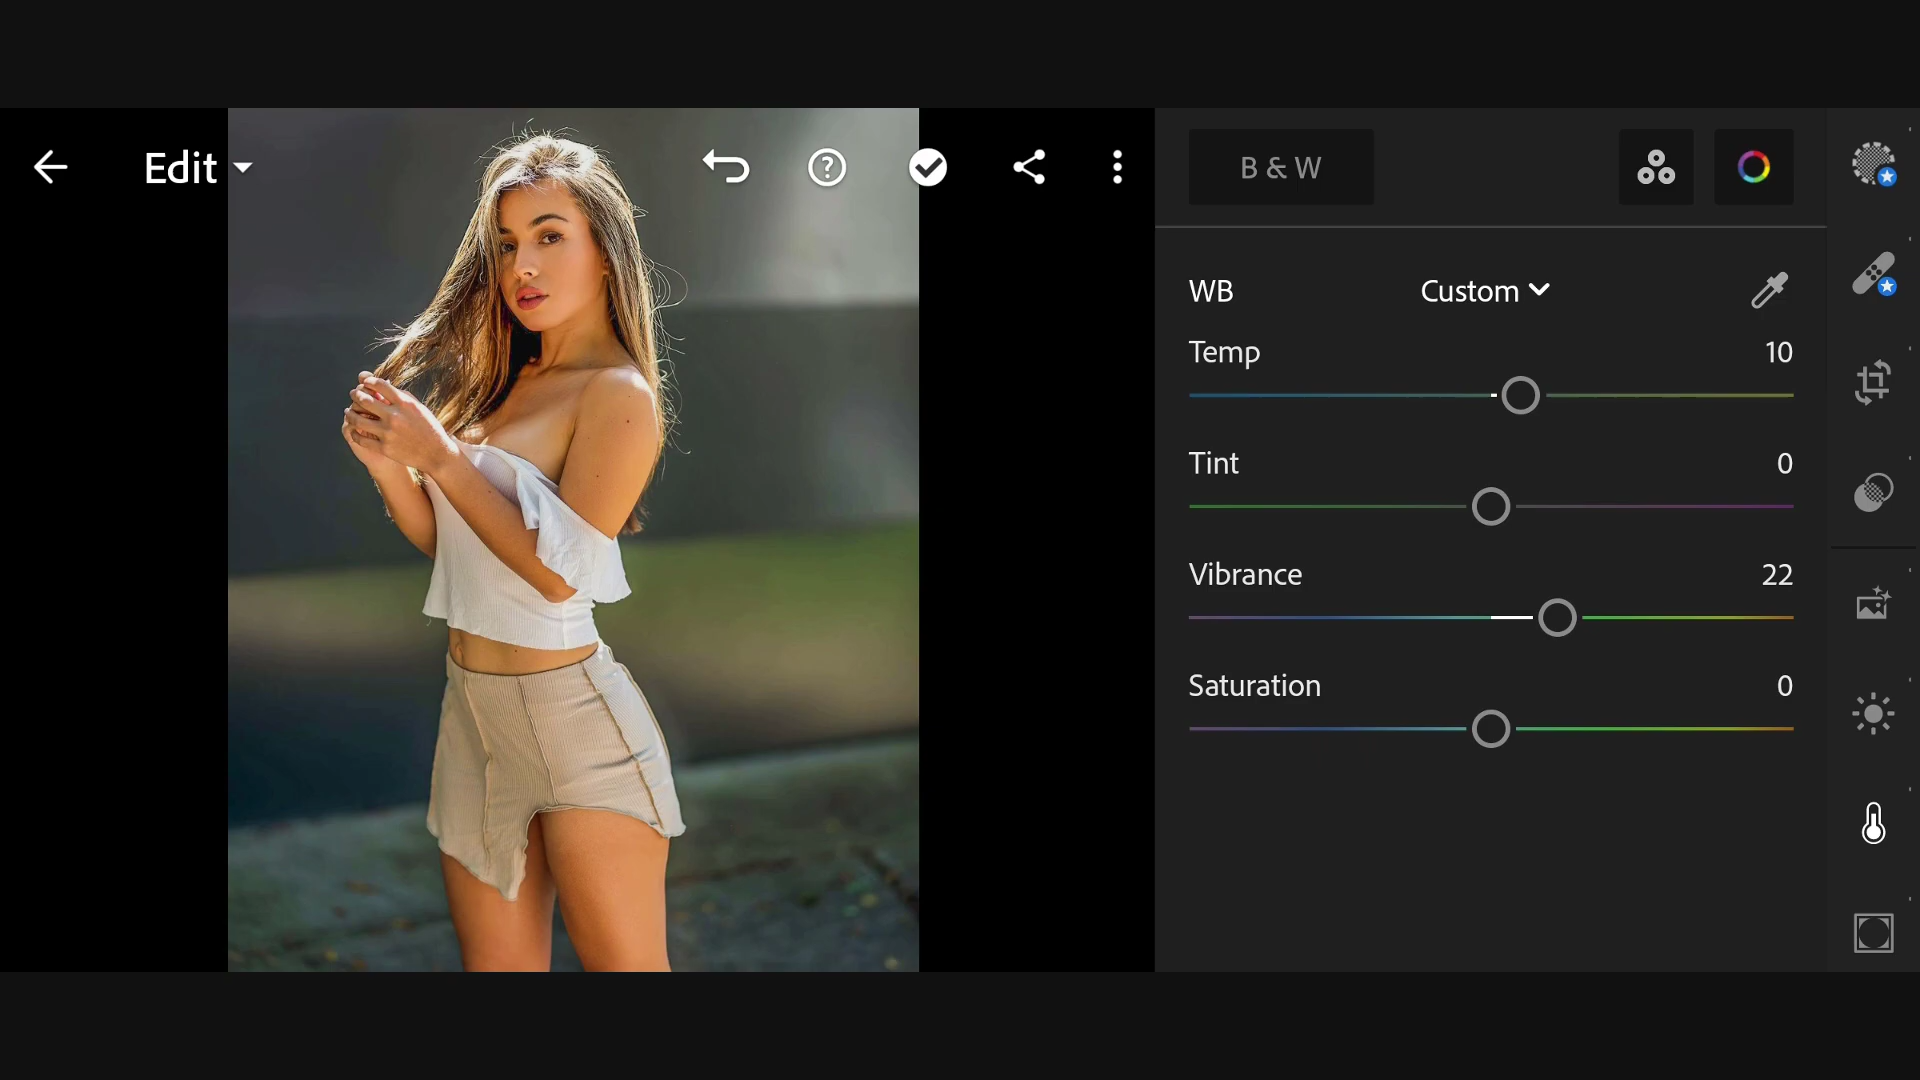 Edit
B & W
WB Custom
Temp 10
Tint 0
Vibrance 22
Saturation 0